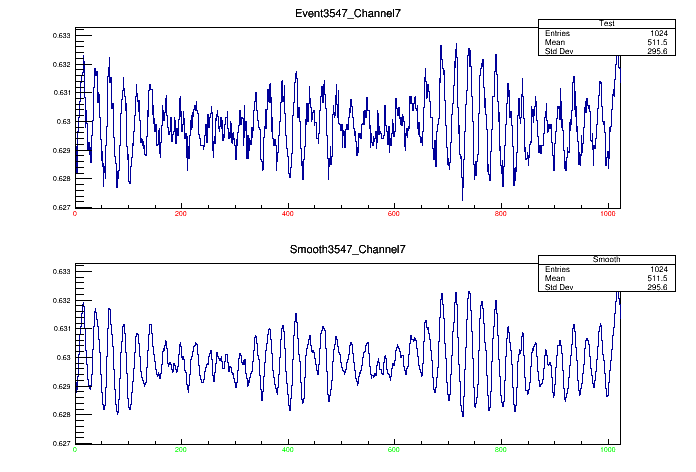 Event3547_Channel7
Test
Entries 1024
Mean 511.5
Std Dev 295.6
0.633
0.632
0.631
0.63
0.629
0.628
0.627
0 200 400 600 800 1000
Smooth3547_Channel7
Smooth
Entries 1024
Mean 511.5
Std Dev 295.6
0.633
0.632
0.631
0.63
0.629
0.628
0.627
0 200 400 600 800 1000